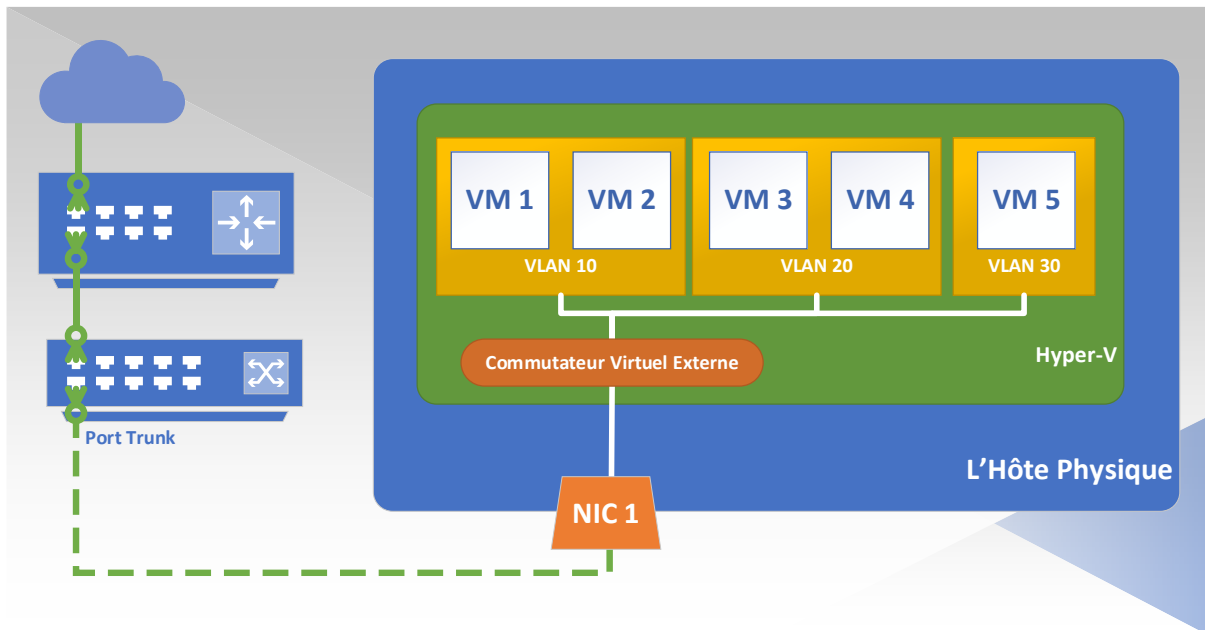 VM 1
VM 2
VM 3
VM 4
VM 5
VLAN 10
VLAN 20
VLAN 30
Commutateur Virtuel Externe
Hyper-V
Port Trunk
L’Hôte Physique
NIC 1